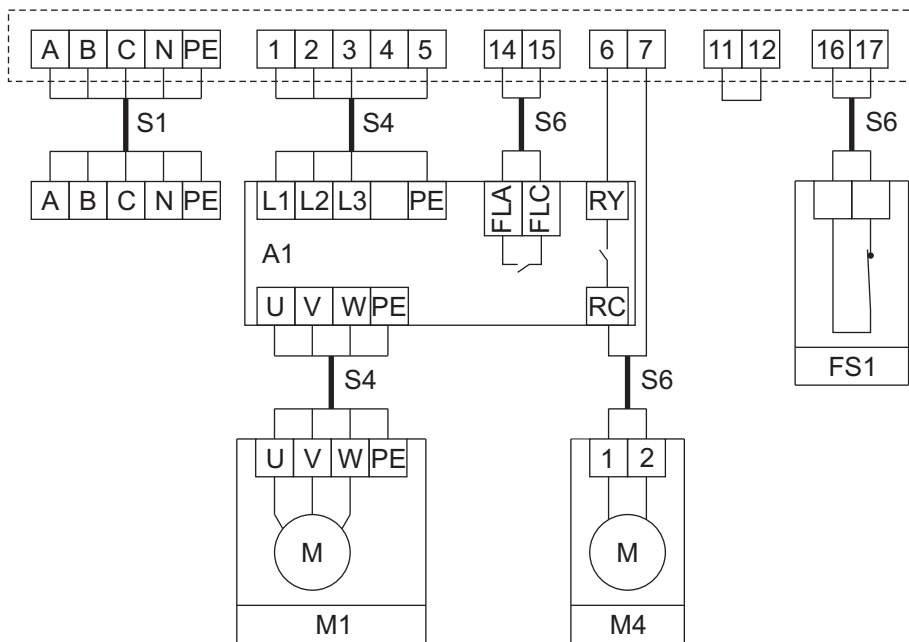 A B C N PE 1 2 3 4 5 14 15 6 7 11 12 16 17
S1 S4 S6 S6
A B C N PE L1 L2 L3 PE FLA FLC RY
A1
U V W PE RC
FS1
S4 S6
U V W PE 1 2
M M
M1 M4